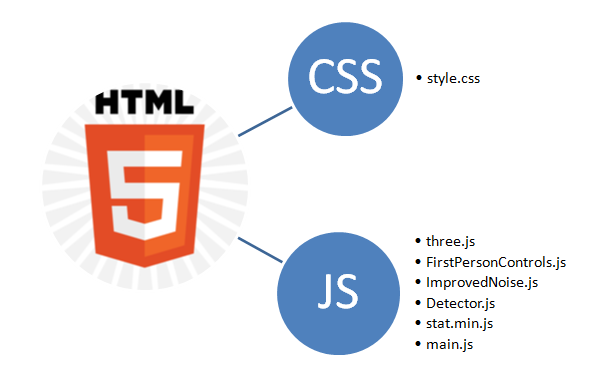 HTML
5
CSS
• style.css
JS
• three.js
• FirstPersonControls.js
• ImprovedNoise.js
• Detector.js
• stat.min.js
• main.js